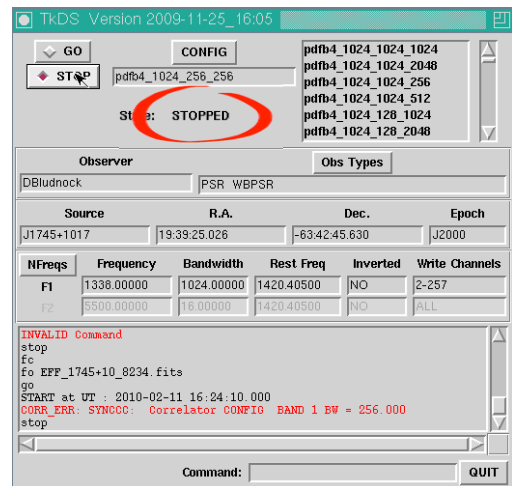 TkDS Version 2009-11-25_16:05
GO
CONFIG
STOP
pdfb4_1024_256_256
State: STOPPED
pdfb4_1024_1024_1024
pdfb4_1024_1024_2048
pdfb4_1024_1024_256
pdfb4_1024_1024_512
pdfb4_1024_128_1024
pdfb4_1024_128_2048
Observer Obs Types
DBludnock PSR WBPSR
Source R.A. Dec. Epoch
J1745+1017 19:39:25.026 -63:42:45.630 J2000
NFreqs Frequency Bandwidth Rest Freq Inverted Write Channels
F1 1338.00000 1024.00000 1420.40500 NO 2-257
F2 5500.00000 16.00000 1420.40500 NO ALL
INVALID Command
stop
fc
fo EFF_1745+10_8234.fits
go
START at UT : 2010-02-11 16:24:10.000
CORR_ERR: SYNCCC: Correlator CONFIG BAND 1 BW = 256.000
stop
Command: QUIT